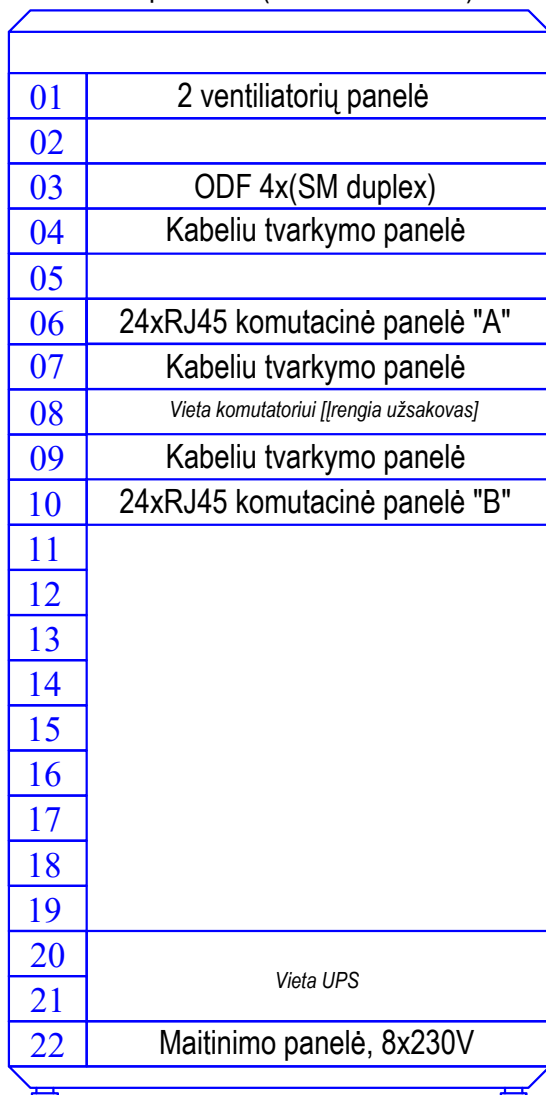 01 2 ventiliatorių panelė
02
03 ODF 4x(SM duplex)
04 Kabeliu tvarkymo panelė
05
06 24xRJ45 komutacinė panelė "A"
07 Kabeliu tvarkymo panelė
08 Vieta komutatoriui [Įrengia užsakovas]
09 Kabeliu tvarkymo panelė
10 24xRJ45 komutacinė panelė "B"
11
12
13
14
15
16
17
18
19
20
Vieta UPS
21
22 Maitinimo panelė, 8x230V